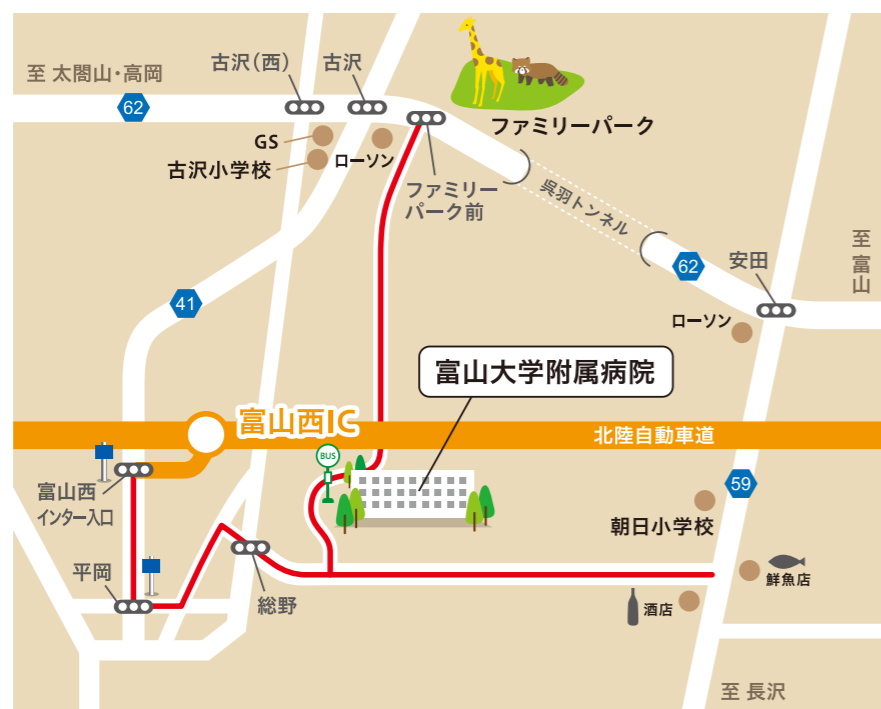 古沢(西)
古沢
至 太閤山・高岡
62
GS
古沢小学校
ローソン
ファミリーパーク
ファミリー
パーク前
呉羽トンネル
62
安田
至
富
山
ローソン
41
富山大学附属病院
富山西IC
北陸自動車道
BUS
富山西
インター入口
59
朝日小学校
平岡
総野
鮮魚店
酒店
至 長沢